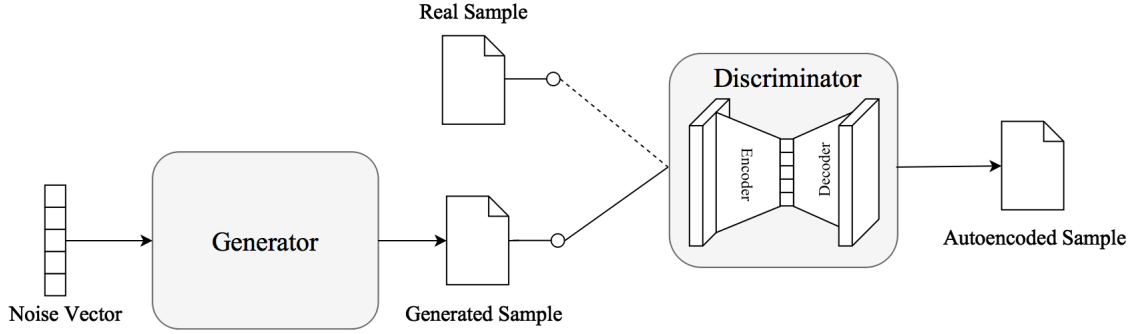 Real Sample
Discriminator
Encoder
Decoder
Generator
Autoencoded Sample
Noise Vector
Generated Sample